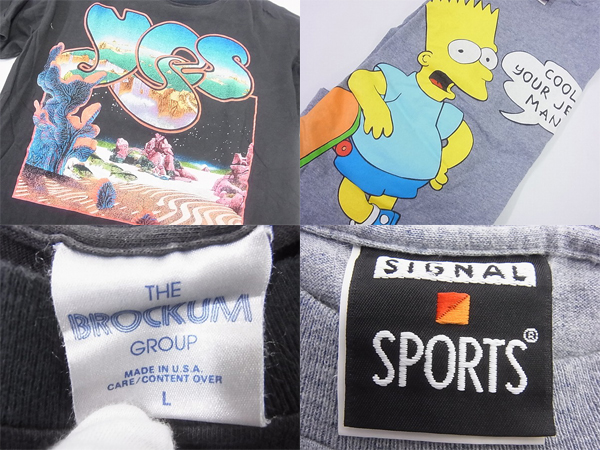 YES
COOL
YOUR JE
MAN
THE
BROCKUM
GROUP
MADE IN U.S.A.
CARE/CONTENT OVER
L
SIGNAL
SPORTS®